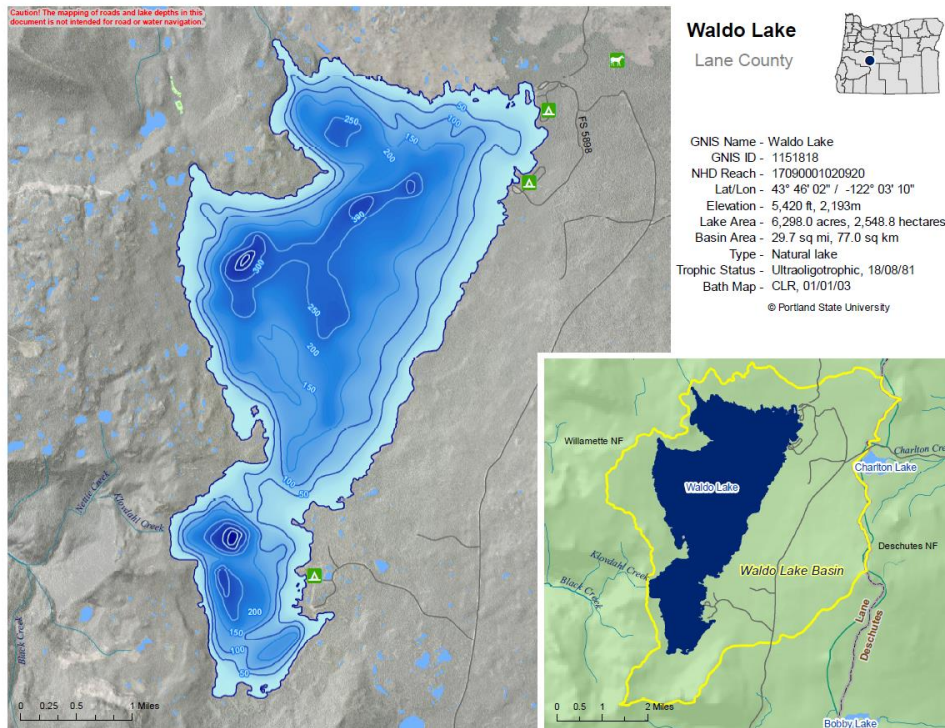 Caution! The mapping of roads and lake depths in this
document is not intended for road or water navigation.
Waldo Lake
Lane County
GNIS Name - Waldo Lake
GNIS ID - 1151818
NHD Reach - 17090001020920
Lat/Lon - 43° 46' 02" / -122° 03' 10"
Elevation - 5,420 ft, 2,193m
Lake Area - 6,298.0 acres, 2,548.8 hectares
Basin Area - 29.7 sq mi, 77.0 sq km
Type - Natural lake
Trophic Status - Ultraoligotrophic, 18/08/81
Bath Map - CLR, 01/01/03
© Portland State University
50
100
150
250
200
FS 5898
300
250
200
150
100
50
Nettie Creek
Klondahl Creek
Black Creek
200
150
100
50
0 0.25 0.5 1 Miles
Willamette NF
Waldo Lake
Charlton Cre
Charlton Lake
Deschutes NF
Klondahl Creek
Black Creek
Waldo Lake Basin
Lane
Deschutes
Bobby Lake
0 0.5 1 2 Miles